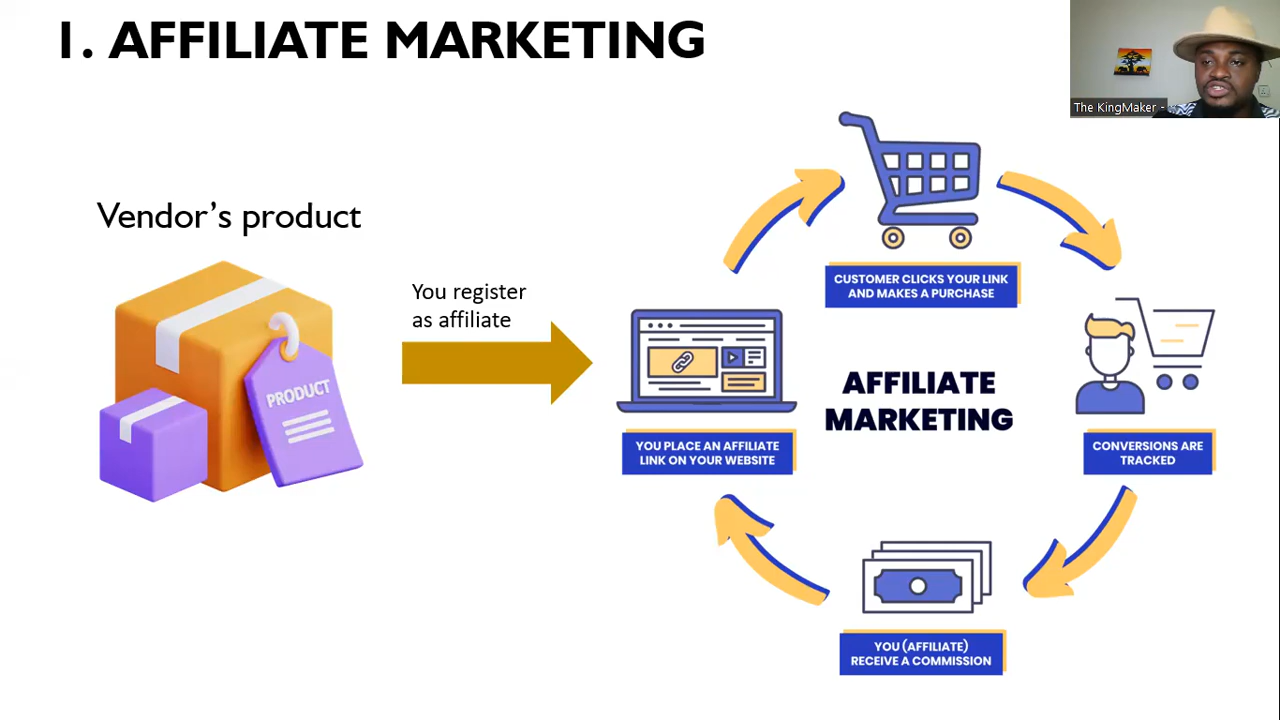 1. AFFILIATE MARKETING
The KingMaker -
Vendor's product
You register
as affiliate
PRODUCT
CUSTOMER CLICKS YOUR LINK
AND MAKES A PURCHASE
AFFILIATE
MARKETING
YOU PLACE AN AFFILIATE
LINK ON YOUR WEBSITE
CONVERSIONS ARE
TRACKED
YOU (AFFILIATE)
RECEIVE A COMMISSION